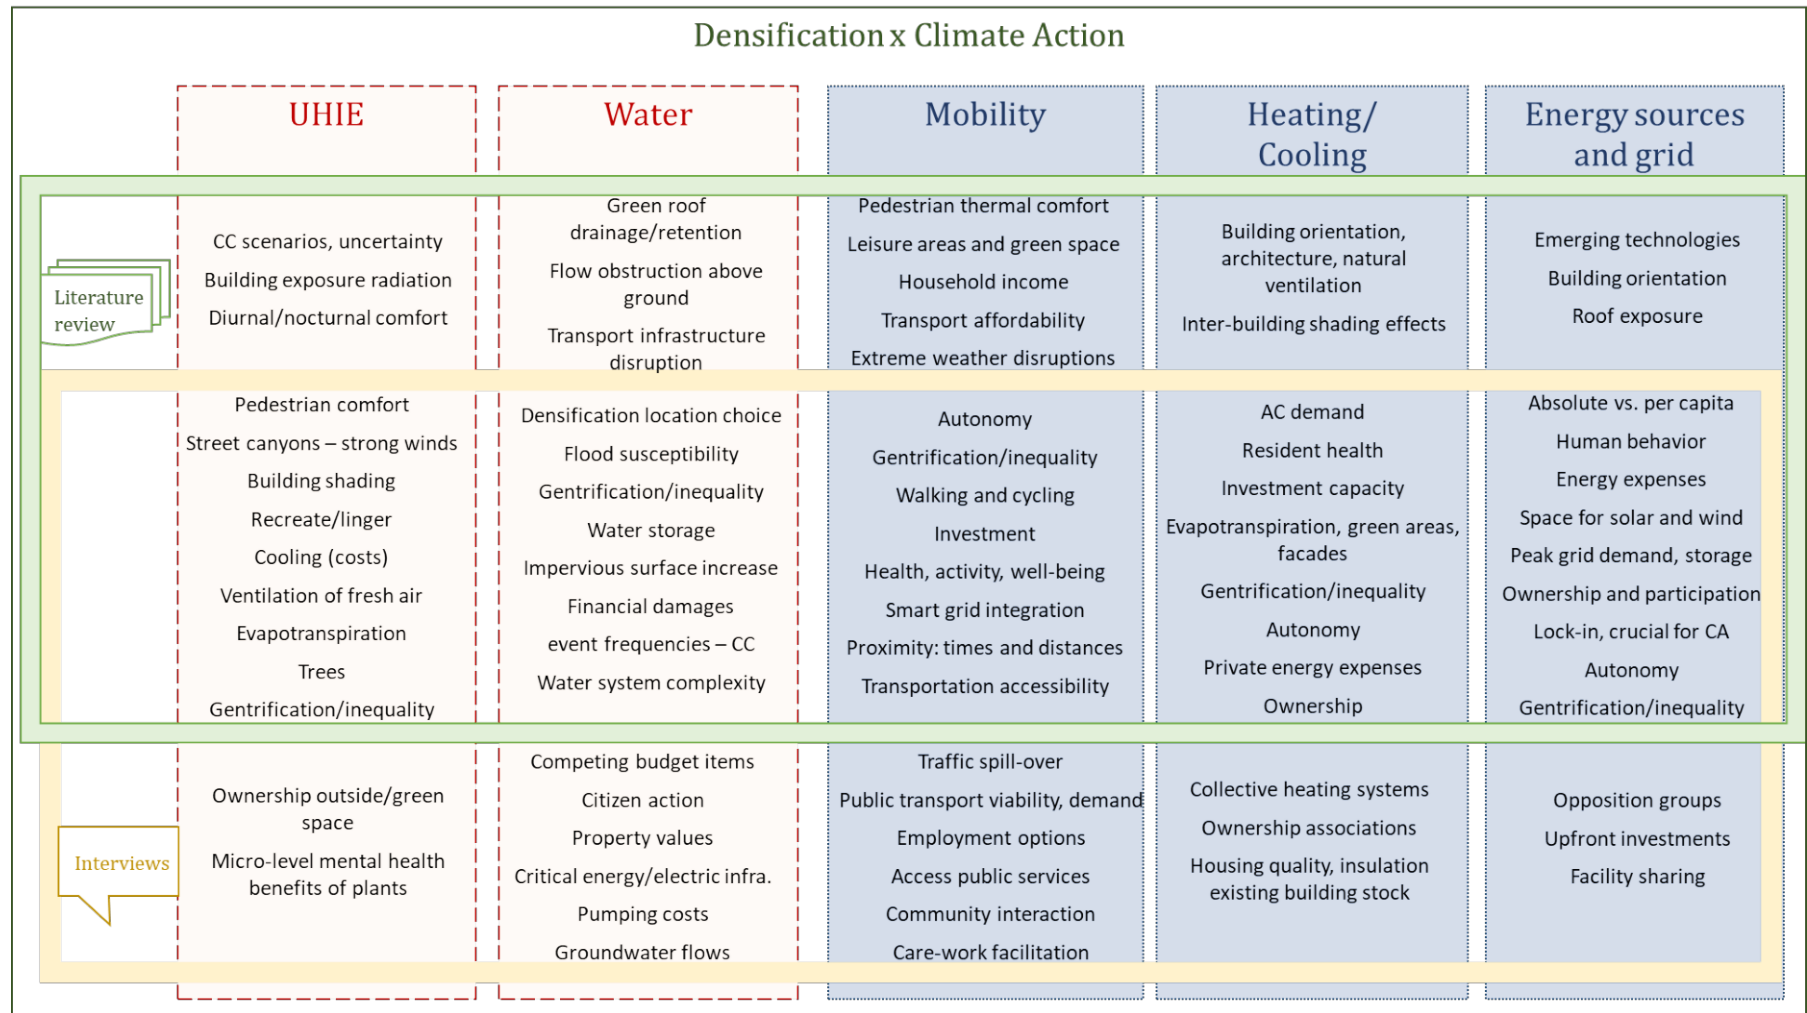 Densification x Climate Action
UHIE
Water
Mobility
Heating/
Cooling
Energy sources
and grid
Literature
review
CC scenarios, uncertainty
Building exposure radiation
Diurnal/nocturnal comfort
Green roof
drainage/retention
Flow obstruction above
ground
Transport infrastructure
disruption
Pedestrian thermal comfort
Leisure areas and green space
Household income
Transport affordability
Extreme weather disruptions
Building orientation,
architecture, natural
ventilation
Inter-building shading effects
Emerging technologies
Building orientation
Roof exposure
Pedestrian comfort
Street canyons – strong winds
Building shading
Recreate/linger
Cooling (costs)
Ventilation of fresh air
Evapotranspiration
Trees
Gentrification/inequality
Densification location choice
Flood susceptibility
Gentrification/inequality
Water storage
Impervious surface increase
Financial damages
event frequencies – CC
Water system complexity
Autonomy
Gentrification/inequality
Walking and cycling
Investment
Health, activity, well-being
Smart grid integration
Proximity: times and distances
Transportation accessibility
AC demand
Resident health
Investment capacity
Evapotranspiration, green areas,
facades
Gentrification/inequality
Autonomy
Private energy expenses
Ownership
Absolute vs. per capita
Human behavior
Energy expenses
Space for solar and wind
Peak grid demand, storage
Ownership and participation
Lock-in, crucial for CA
Autonomy
Gentrification/inequality
Interviews
Ownership outside/green
space
Micro-level mental health
benefits of plants
Competing budget items
Citizen action
Property values
Critical energy/electric infra.
Pumping costs
Groundwater flows
Traffic spill-over
Public transport viability, demand
Employment options
Access public services
Community interaction
Care-work facilitation
Collective heating systems
Ownership associations
Housing quality, insulation
existing building stock
Opposition groups
Upfront investments
Facility sharing